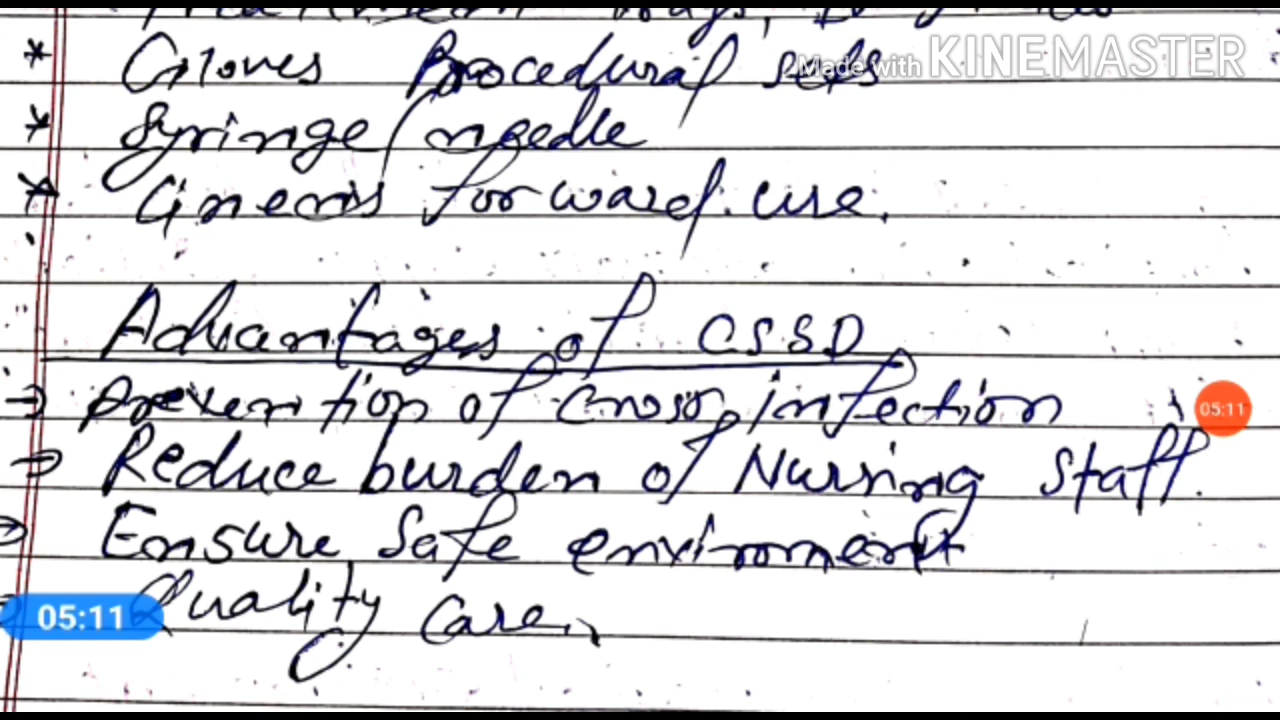 * Gloves Procedural sets
Made with KINEMASTER
* Syringe/needle
* Linens for ward use.
Advantages of CSSD
→ prevention of cross infection
05:11
→ Reduce burden of Nursing Staff.
→ Ensure Safe environment
05:11
Quality Care.